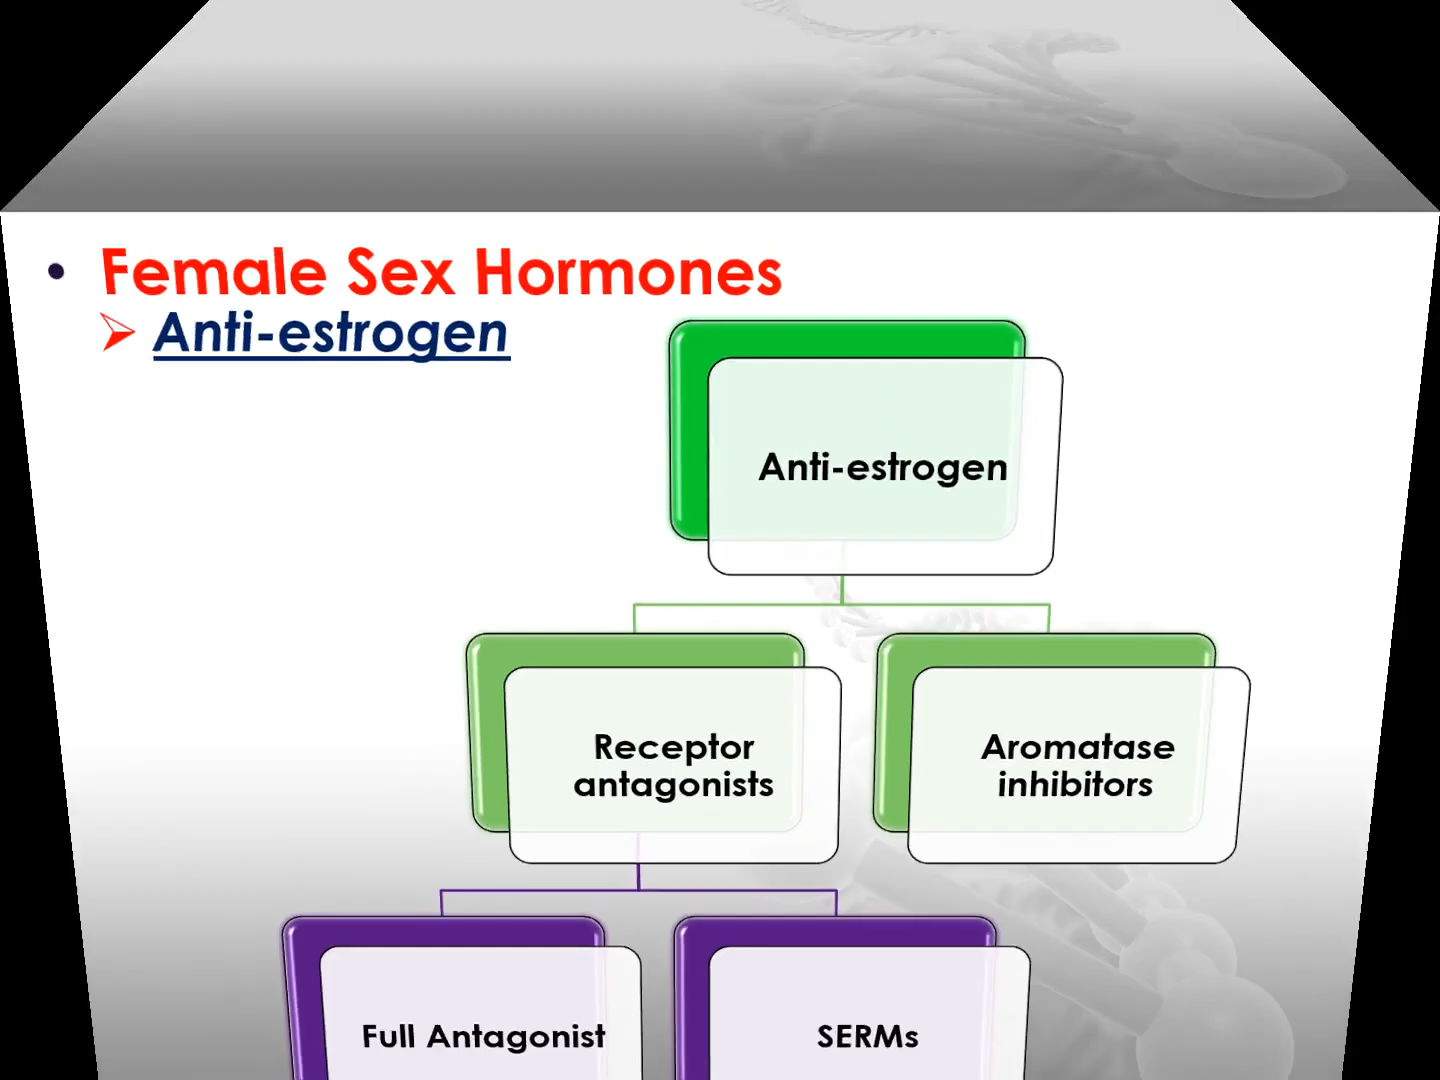 • Female Sex Hormones
➢ Anti-estrogen
Anti-estrogen
Receptor
antagonists
Aromatase
inhibitors
Full Antagonist
SERMs